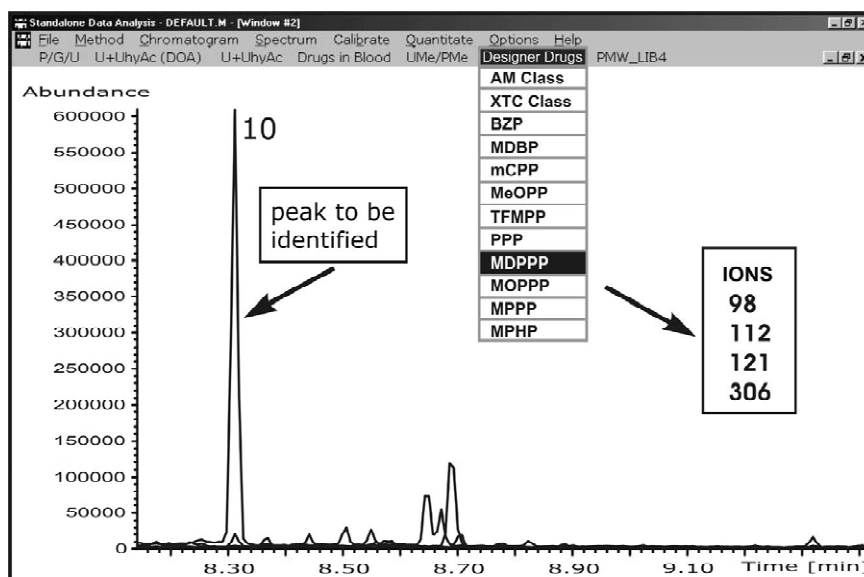 Standalone Data Analysis - DEFAULT.M - [Window #2]
File Method Chromatogram Spectrum Calibrate Quantitate Options Help
P/G/U U+UhyAc (DOA) U+UhyAc Drugs in Blood UMe/PMe Designer Drugs PMW_LIB4
AM Class
XTC Class
BZP
MDBP
mCPP
MeOPP
TFMPP
PPP
MDPPP
MOPPP
MPPP
MPHP
Abundance
600000
550000
500000
450000
400000
350000
300000
250000
200000
150000
100000
50000
0
10
peak to be
identified
IONS
98
112
121
306
8.30 8.50 8.70 8.90 9.10 Time [min]